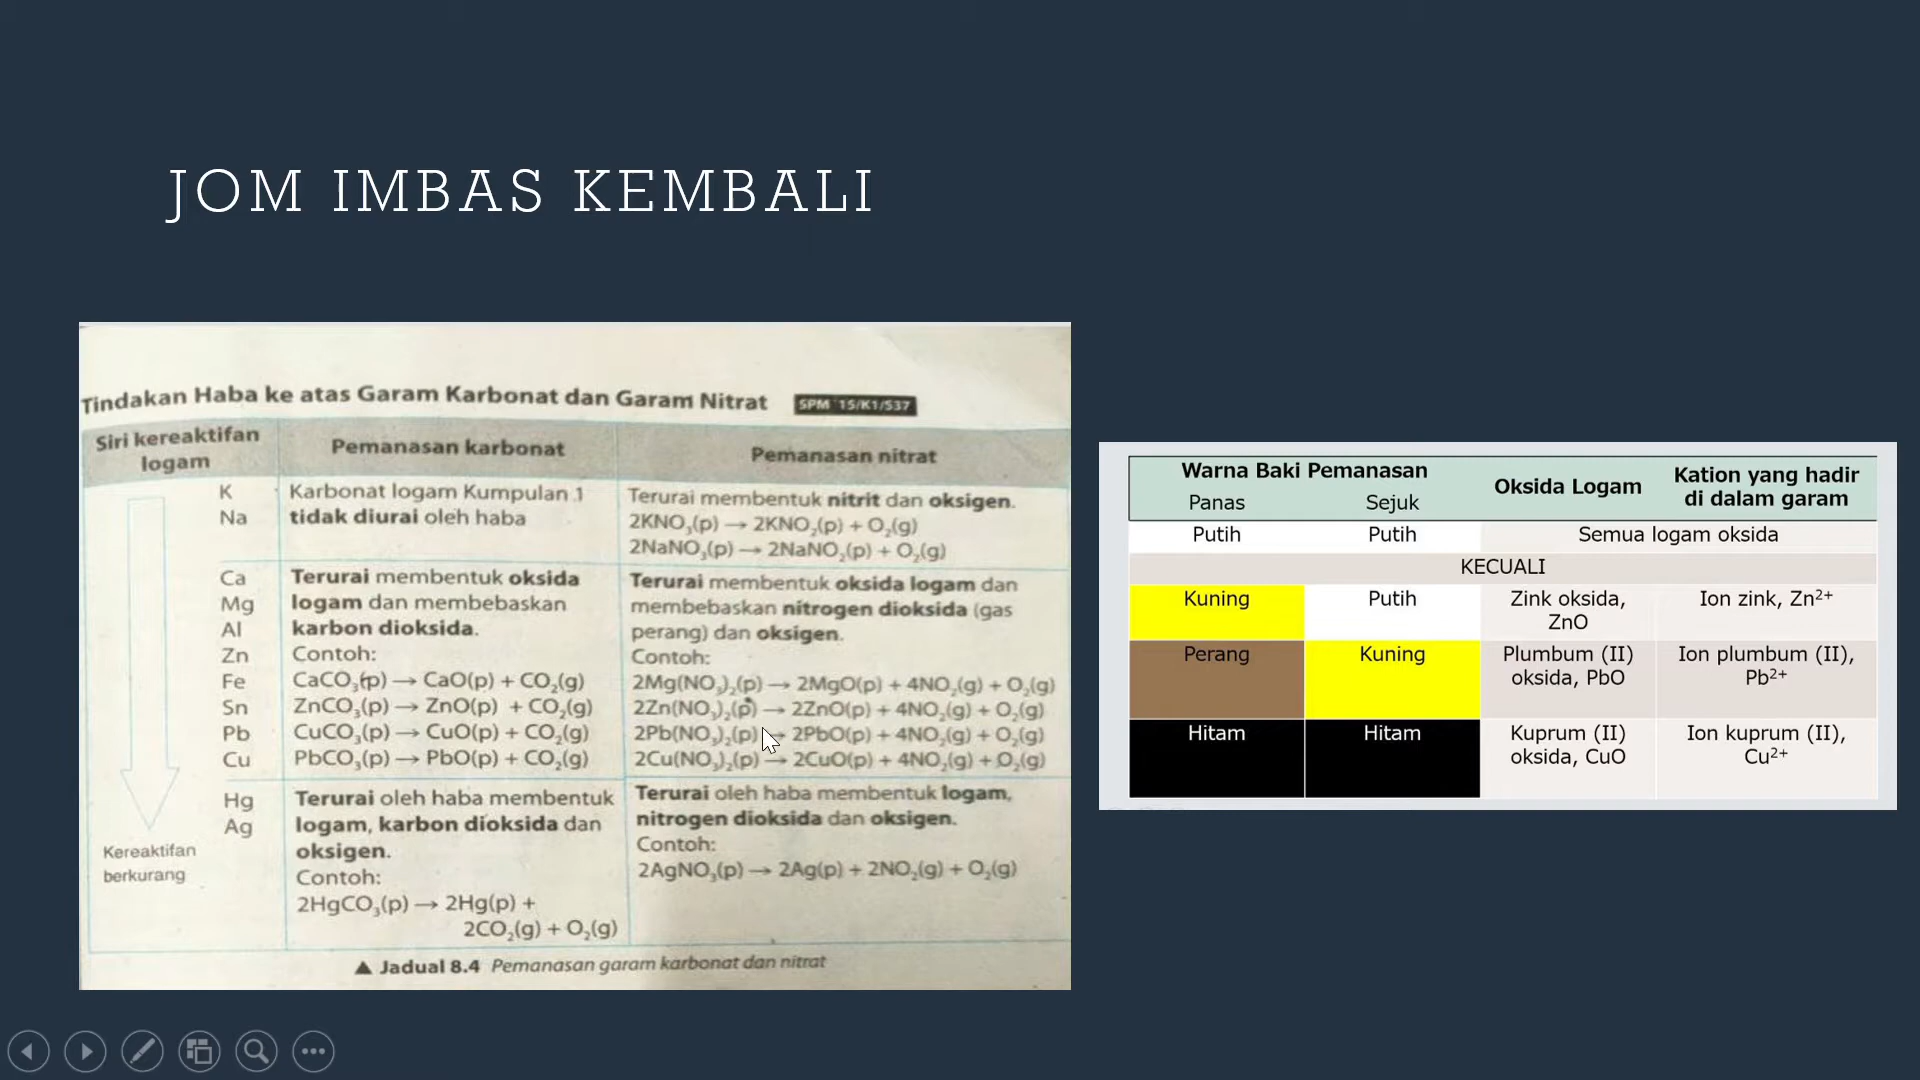 JOM IMBAS KEMBALI
Tindakan Haba ke atas Garam Karbonat dan Garam Nitrat SPM 15/K1/S37
Siri kereaktifan logam
Pemanasan karbonat
Pemanasan nitrat
K
Na
Karbonat logam Kumpulan 1
tidak diurai oleh haba
Terurai membentuk nitrit dan oksigen.
2KNO₃(p) → 2KNO₂(p) + O₂(g)
2NaNO₃(p) → 2NaNO₂(p) + O₂(g)
Ca
Mg
Al
Zn
Fe
Sn
Pb
Cu
Terurai membentuk oksida
logam dan membebaskan
karbon dioksida.
Contoh:
CaCO₃(p) → CaO(p) + CO₂(g)
ZnCO₃(p) → ZnO(p) + CO₂(g)
CuCO₃(p) → CuO(p) + CO₂(g)
PbCO₃(p) → PbO(p) + CO₂(g)
Terurai membentuk oksida logam dan
membebaskan nitrogen dioksida (gas
perang) dan oksigen.
Contoh:
2Mg(NO₃)₂(p) → 2MgO(p) + 4NO₂(g) + O₂(g)
2Zn(NO₃)₂(p) → 2ZnO(p) + 4NO₂(g) + O₂(g)
2Pb(NO₃)₂(p) → 2PbO(p) + 4NO₂(g) + O₂(g)
2Cu(NO₃)₂(p) → 2CuO(p) + 4NO₂(g) + O₂(g)
Hg
Ag
Kereaktifan
berkurang
Terurai oleh haba membentuk
logam, karbon dioksida dan
oksigen.
Contoh:
2HgCO₃(p) → 2Hg(p) +
2CO₂(g) + O₂(g)
Terurai oleh haba membentuk logam,
nitrogen dioksida dan oksigen.
Contoh:
2AgNO₃(p) → 2Ag(p) + 2NO₂(g) + O₂(g)
▲ Jadual 8.4 Pemanasan garam karbonat dan nitrat
Warna Baki Pemanasan
Panas Sejuk
Oksida Logam
Kation yang hadir
di dalam garam
Putih Putih Semua logam oksida
KECUALI
Kuning Putih Zink oksida, Ion zink, Zn²⁺
ZnO
Perang Kuning Plumbum (II) Ion plumbum (II),
oksida, PbO Pb²⁺
Hitam Hitam Kuprum (II) Ion kuprum (II),
oksida, CuO Cu²⁺